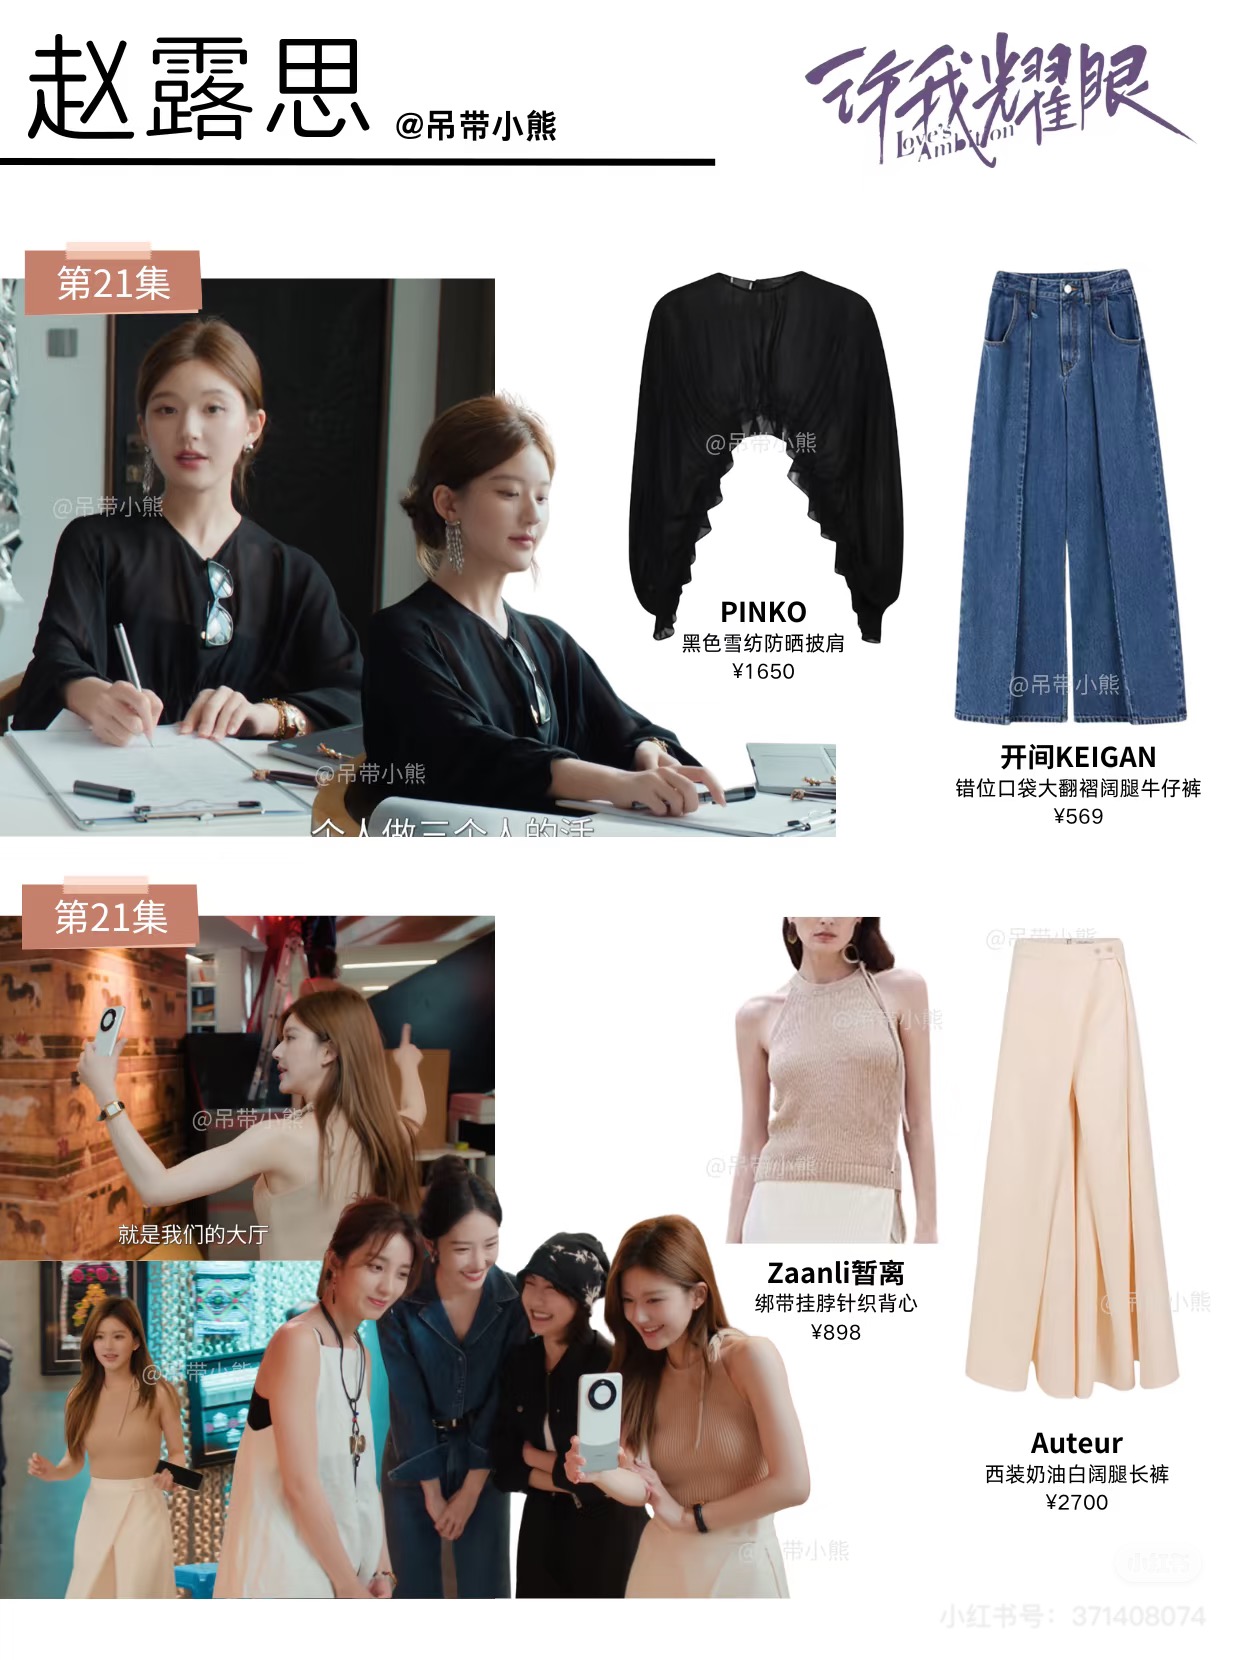 赵露思 @吊带小熊
许我耀眼
Love's
Ambition
第21集
@吊带小熊
@吊带小熊
个人做三个人的活
@吊带小熊
PINKO
黑色雪纺防晒披肩
¥1650
@吊带小熊
开间KEIGAN
错位口袋大翻褶阔腿牛仔裤
¥569
第21集
@吊带小熊
就是我们的大厅
@吊带小熊
@吊带小熊
@吊带小熊
Zaanli暂离
绑带挂脖针织背心
¥898
@吊带小熊
@吊带小熊
Auteur
西装奶油白阔腿长裤
¥2700
@吊带小熊
小红书
小红书号：371408074